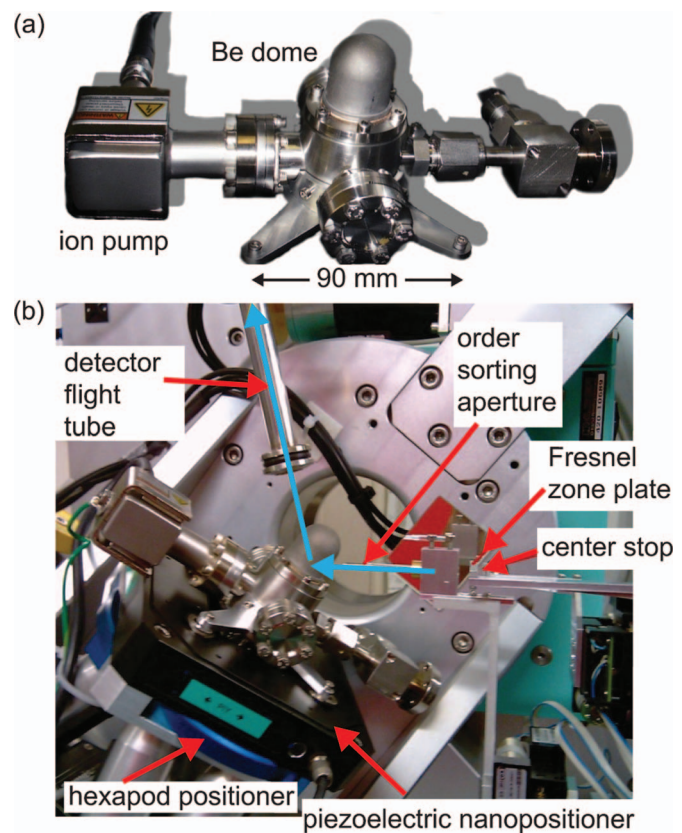 (a)
Be dome
ion pump
90 mm
(b)
detector
flight
tube
order
sorting
aperture
Fresnel
zone plate
center stop
hexapod positioner
piezoelectric nanopositioner